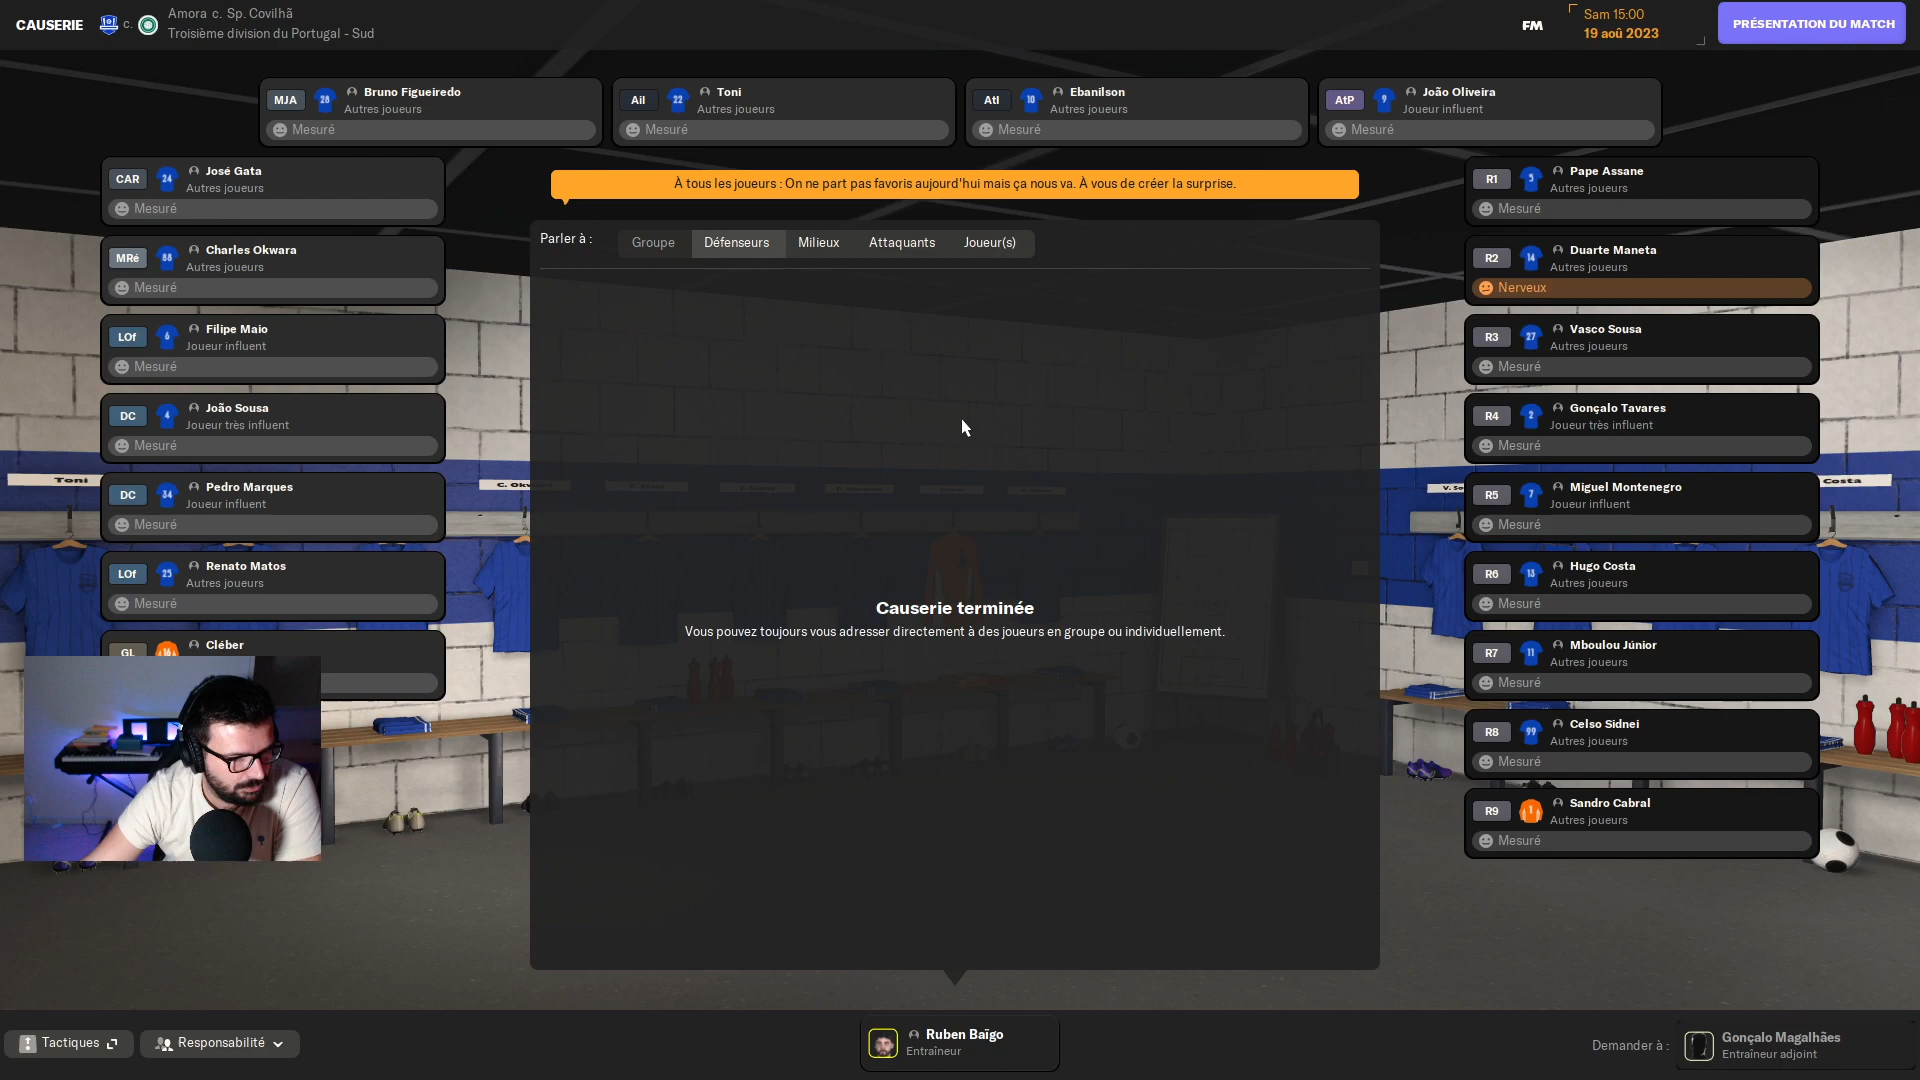 CAUSERIE
c.
Amora c. Sp. Covilhã
Troisième division du Portugal - Sud
FM
Sam 15:00
19 aoû 2023
PRÉSENTATION DU MATCH
MJA
28
Bruno Figueiredo
Autres joueurs
Mesuré
Ail
22
Toni
Autres joueurs
Mesuré
Atl
10
Ebanilson
Autres joueurs
Mesuré
AtP
9
João Oliveira
Joueur influent
Mesuré
CAR
24
José Gata
Autres joueurs
Mesuré
MRé
88
Charles Okwara
Autres joueurs
Mesuré
LOf
6
Filipe Maio
Joueur influent
Mesuré
DC
4
João Sousa
Joueur très influent
Mesuré
DC
34
Pedro Marques
Joueur influent
Mesuré
LOf
25
Renato Matos
Autres joueurs
Mesuré
GL
16
Cléber
À tous les joueurs : On ne part pas favoris aujourd'hui mais ça nous va. À vous de créer la surprise.
Parler à :
Groupe
Défenseurs
Milieux
Attaquants
Joueur(s)
Causerie terminée
Vous pouvez toujours vous adresser directement à des joueurs en groupe ou individuellement.
R1
5
Pape Assane
Autres joueurs
Mesuré
R2
14
Duarte Maneta
Autres joueurs
Nerveux
R3
27
Vasco Sousa
Autres joueurs
Mesuré
R4
2
Gonçalo Tavares
Joueur très influent
Mesuré
R5
7
Miguel Montenegro
Joueur influent
Mesuré
R6
13
Hugo Costa
Autres joueurs
Mesuré
R7
11
Mboulou Júnior
Autres joueurs
Mesuré
R8
99
Celso Sidnei
Autres joueurs
Mesuré
R9
1
Sandro Cabral
Autres joueurs
Mesuré
Toni
Costa
Tactiques
Responsabilité
Ruben Baïgo
Entraîneur
Demander à :
Gonçalo Magalhães
Entraîneur adjoint